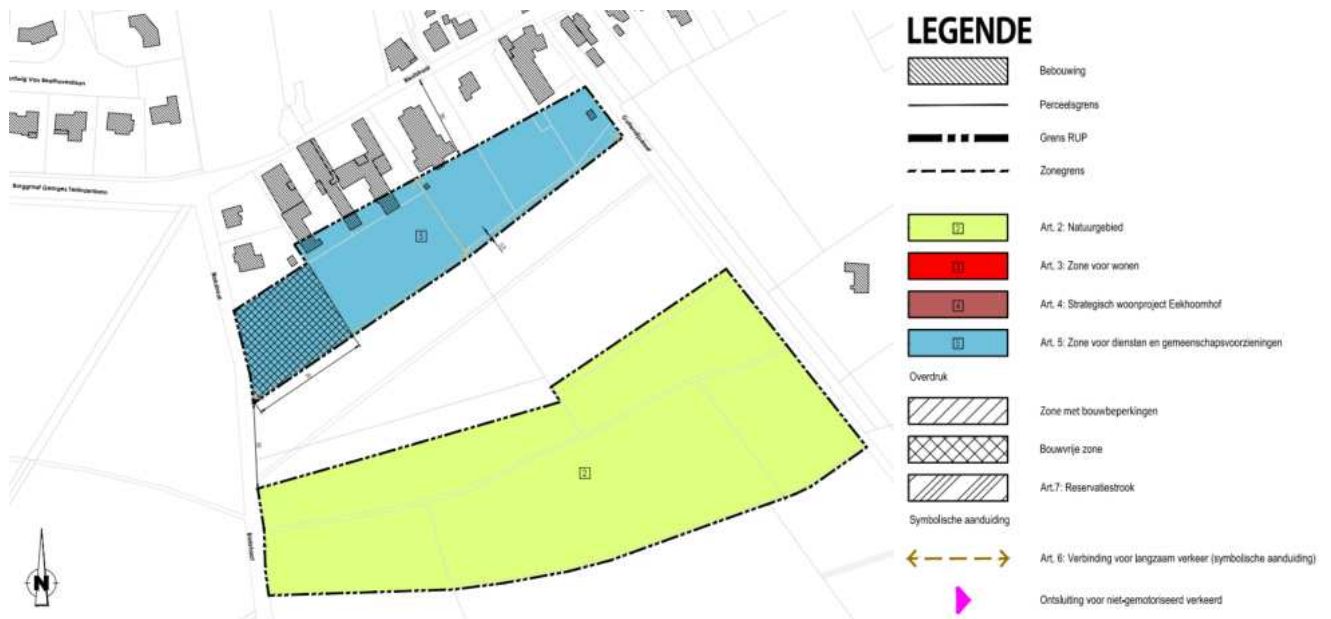 LEGENDE
Bebouwing
Perceelsgrens
Grens RUP
Zonegrens
2
Art. 2: Natuurgebied
Art. 3: Zone voor wonen
4
Art. 4: Strategisch woonproject Eekhoornhof
Art. 5: Zone voor diensten en gemeenschapsvoorzieningen
Overdruk
Zone met bouwbeperkingen
Bouwvrije zone
Art.7: Reservatiestrook
Symbolische aanduiding
Art. 6: Verbinding voor langzaam verkeer (symbolische aanduiding)
Ontsluiting voor niet-gemotoriseerd verkeerd
Burggraaf Georges
5
2
N